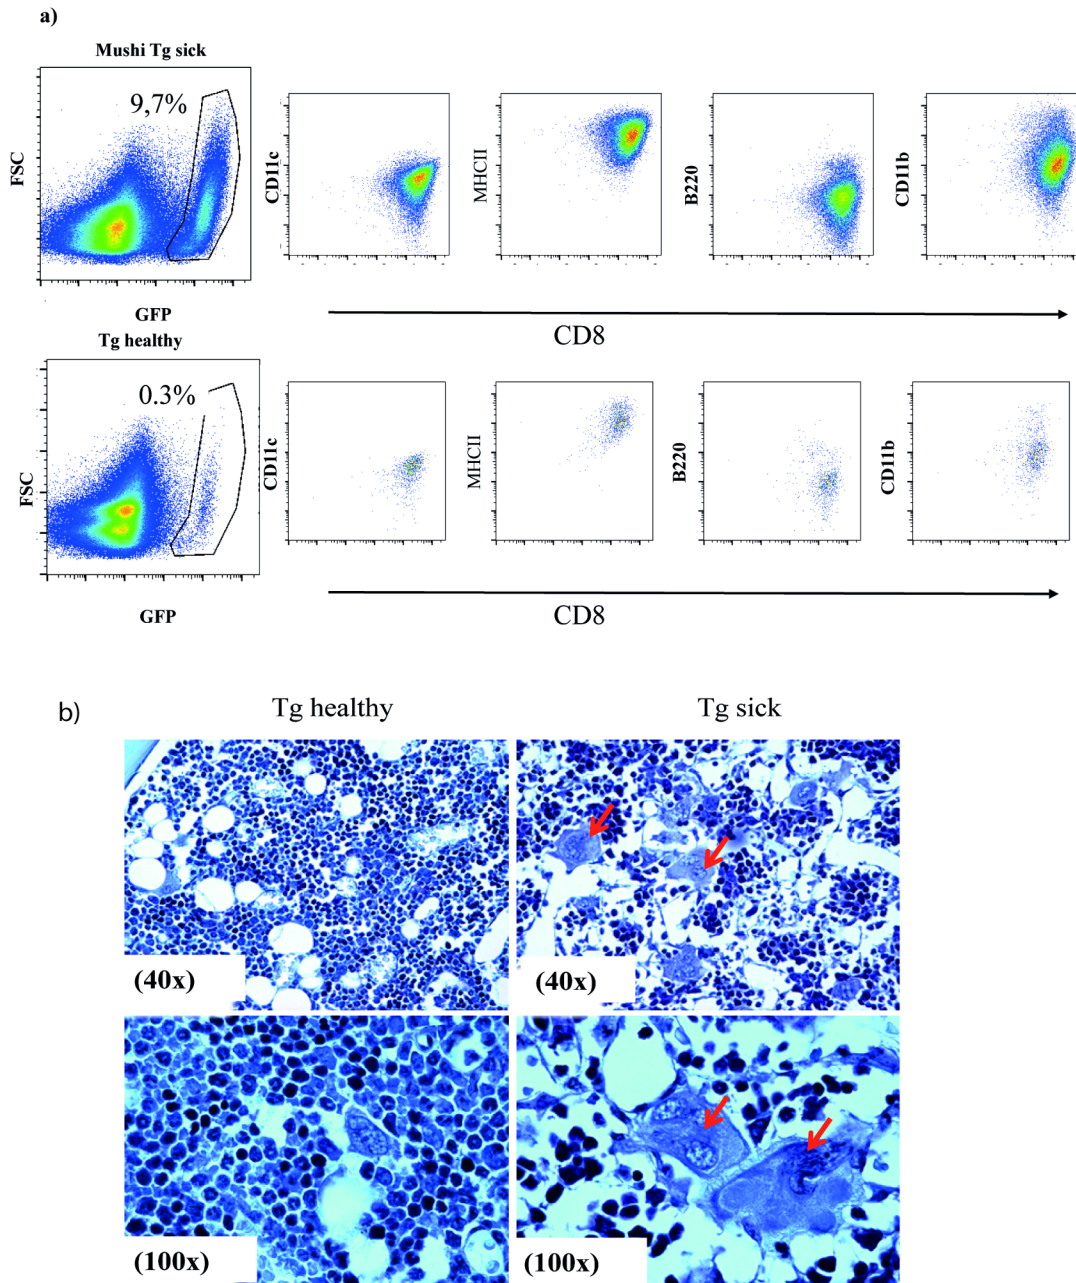 a)
Mushi Tg sick
9,7%
FSC
GFP
CD11c
MHCII
B220
CD11b
CD8
Tg healthy
0.3%
FSC
GFP
CD11c
MHCII
B220
CD11b
CD8
b)
Tg healthy
Tg sick
(40x)
(40x)
(100x)
(100x)